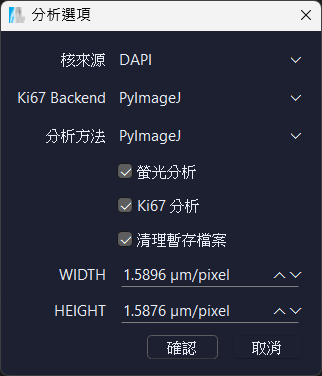 分析選項
核來源 DAPI
Ki67 Backend PyImageJ
分析方法 PyImageJ
螢光分析
Ki67 分析
清理暫存檔案
WIDTH 1.5896 µm/pixel
HEIGHT 1.5876 µm/pixel
確認 取消